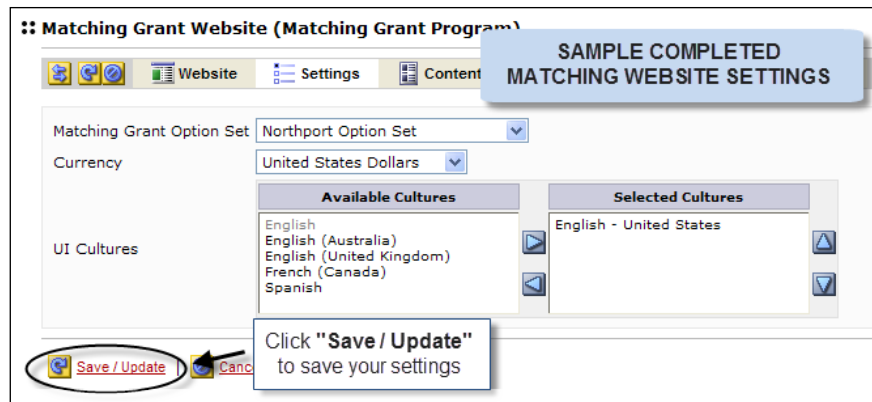 Matching Grant Website (Matching Grant Program)
SAMPLE COMPLETED
MATCHING WEBSITE SETTINGS
Website Settings Content
Matching Grant Option Set Northport Option Set
Currency United States Dollars
Available Cultures Selected Cultures
UI Cultures
English
English (Australia)
English (United Kingdom)
French (Canada)
Spanish
English - United States
Click "Save / Update"
to save your settings
Save / Update | Canc